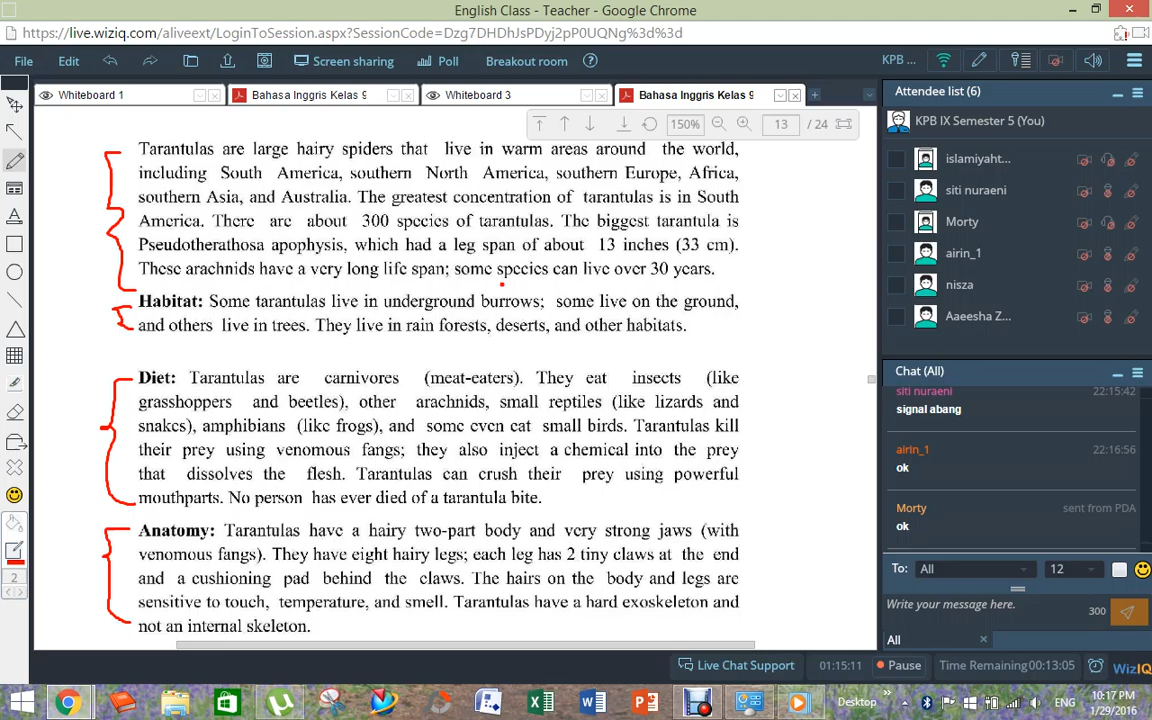 English Class - Teacher - Google Chrome
https://live.wiziq.com/aliveext/LoginToSession.aspx?SessionCode=Dzg7DHDhJsPDyj2pP0UQNg%3d%3d
File Edit Screen sharing Poll Breakout room KPB ...
Whiteboard 1 Bahasa Inggris Kelas 9 Whiteboard 3 Bahasa Inggris Kelas 9
150% 13 / 24
Tarantulas are large hairy spiders that live in warm areas around the world,
including South America, southern North America, southern Europe, Africa,
southern Asia, and Australia. The greatest concentration of tarantulas is in South
America. There are about 300 species of tarantulas. The biggest tarantula is
Pseudotherathosa apophysis, which had a leg span of about 13 inches (33 cm).
These arachnids have a very long life span; some species can live over 30 years.
Habitat: Some tarantulas live in underground burrows; some live on the ground,
and others live in trees. They live in rain forests, deserts, and other habitats.
Diet: Tarantulas are carnivores (meat-eaters). They eat insects (like
grasshoppers and beetles), other arachnids, small reptiles (like lizards and
snakes), amphibians (like frogs), and some even eat small birds. Tarantulas kill
their prey using venomous fangs; they also inject a chemical into the prey
that dissolves the flesh. Tarantulas can crush their prey using powerful
mouthparts. No person has ever died of a tarantula bite.
Anatomy: Tarantulas have a hairy two-part body and very strong jaws (with
venomous fangs). They have eight hairy legs; each leg has 2 tiny claws at the end
and a cushioning pad behind the claws. The hairs on the body and legs are
sensitive to touch, temperature, and smell. Tarantulas have a hard exoskeleton and
not an internal skeleton.
2
Attendee list (6)
KPB IX Semester 5 (You)
islamiyaht...
siti nuraeni
Morty
airin_1
nisza
Aaeesha Z...
Chat (All)
siti nuraeni 22:15:42
signal abang
airin_1 22:16:56
ok
Morty sent from PDA
ok
To: All 12
Write your message here. 300
All
Live Chat Support 01:15:11 Pause Time Remaining 00:13:05 WizIQ
Desktop ENG 10:17 PM
1/29/2016